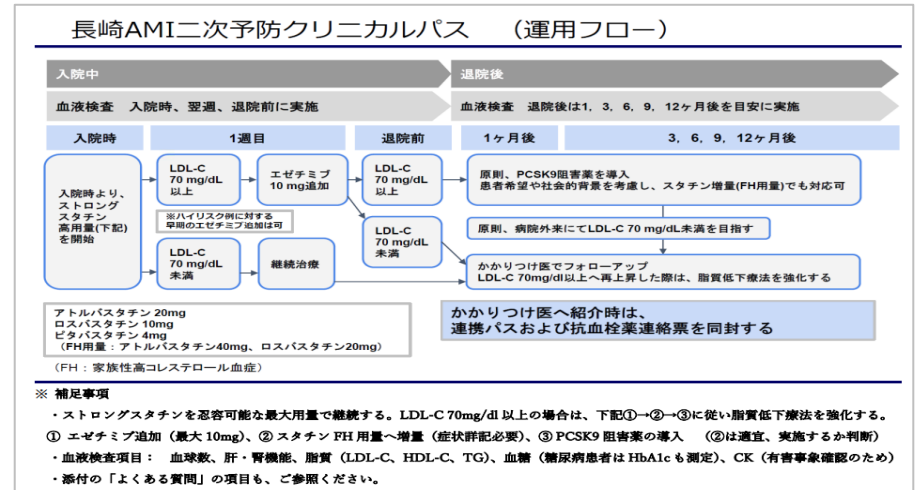 長崎AMI二次予防クリニカルパス （運用フロー）
入院中
退院後
血液検査 入院時、翌週、退院前に実施
血液検査 退院後は1，3，6，9，12ヶ月後を目安に実施
入院時
1週目
退院前
1ヶ月後
3，6，9，12ヶ月後
入院時より、
ストロング
スタチン
高用量(下記)
を開始
LDL-C
70 mg/dL
以上
エゼチミブ
10 mg追加
LDL-C
70 mg/dL
以上
原則、PCSK9阻害薬を導入
患者希望や社会的背景を考慮し、スタチン増量(FH用量)でも対応可
※ハイリスク例に対する
早期のエゼチミブ追加は可
LDL-C
70 mg/dL
未満
原則、病院外来にてLDL-C 70 mg/dL未満を目指す
LDL-C
70 mg/dL
未満
継続治療
かかりつけ医でフォローアップ
LDL-C 70mg/dl以上へ再上昇した際は、脂質低下療法を強化する
アトルバスタチン 20mg
ロスバスタチン 10mg
ピタバスタチン 4mg
（FH用量：アトルバスタチン40mg、ロスバスタチン20mg）
かかりつけ医へ紹介時は、
連携パスおよび抗血栓薬連絡票を同封する
（FH：家族性高コレステロール血症）
※ 補足事項
・ストロングスタチンを忍容可能な最大用量で継続する。LDL-C 70mg/dl 以上の場合は、下記①→②→③に従い脂質低下療法を強化する。
① エゼチミブ追加（最大 10mg）、② スタチン FH 用量へ増量（症状詳記必要）、③ PCSK9 阻害薬の導入 （②は適宜、実施するか判断）
・血液検査項目： 血球数、肝・腎機能、脂質（LDL-C、HDL-C、TG）、血糖（糖尿病患者は HbA1c も測定）、CK（有害事象確認のため）
・添付の「よくある質問」の項目も、ご参照ください。